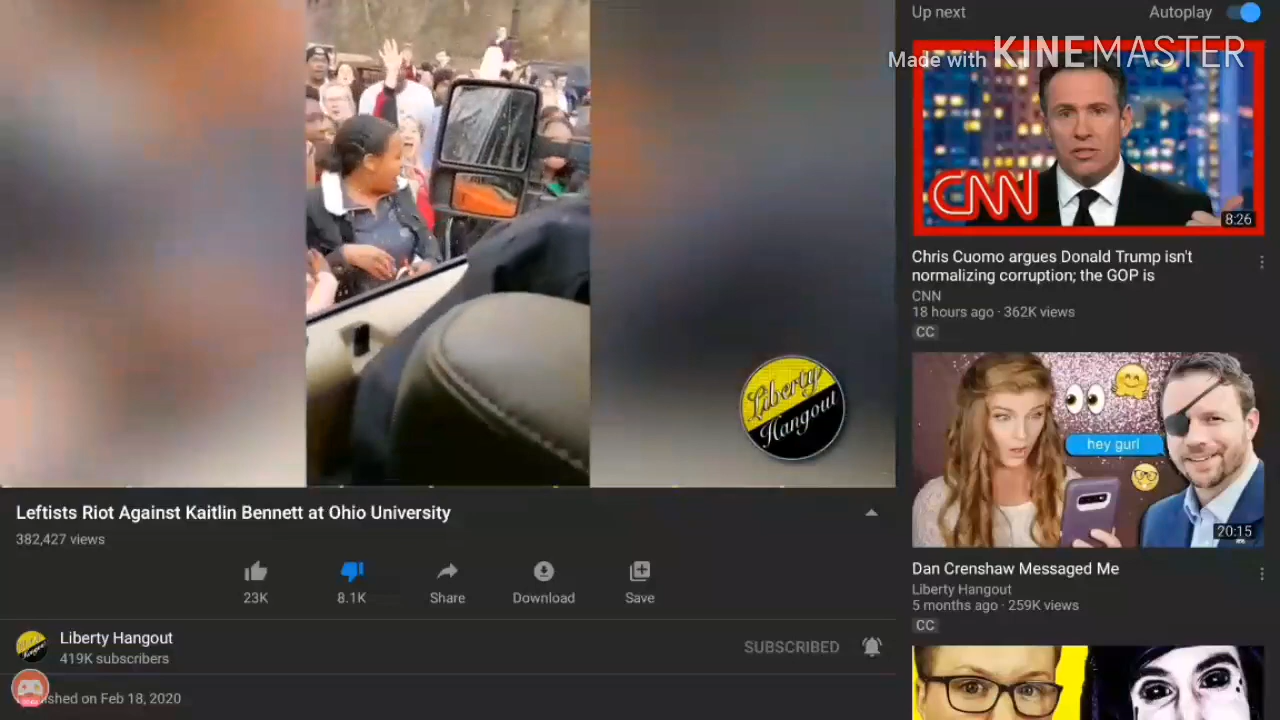 Up next
Autoplay
Made with KINEMASTER
CNN
8:26
Chris Cuomo argues Donald Trump isn't
normalizing corruption; the GOP is
CNN
18 hours ago · 362K views
CC
Liberty
Hangout
hey gurl
20:15
Leftists Riot Against Kaitlin Bennett at Ohio University
382,427 views
23K
8.1K
Share
Download
Save
Dan Crenshaw Messaged Me
Liberty Hangout
5 months ago · 259K views
CC
Liberty Hangout
419K subscribers
SUBSCRIBED
ished on Feb 18, 2020